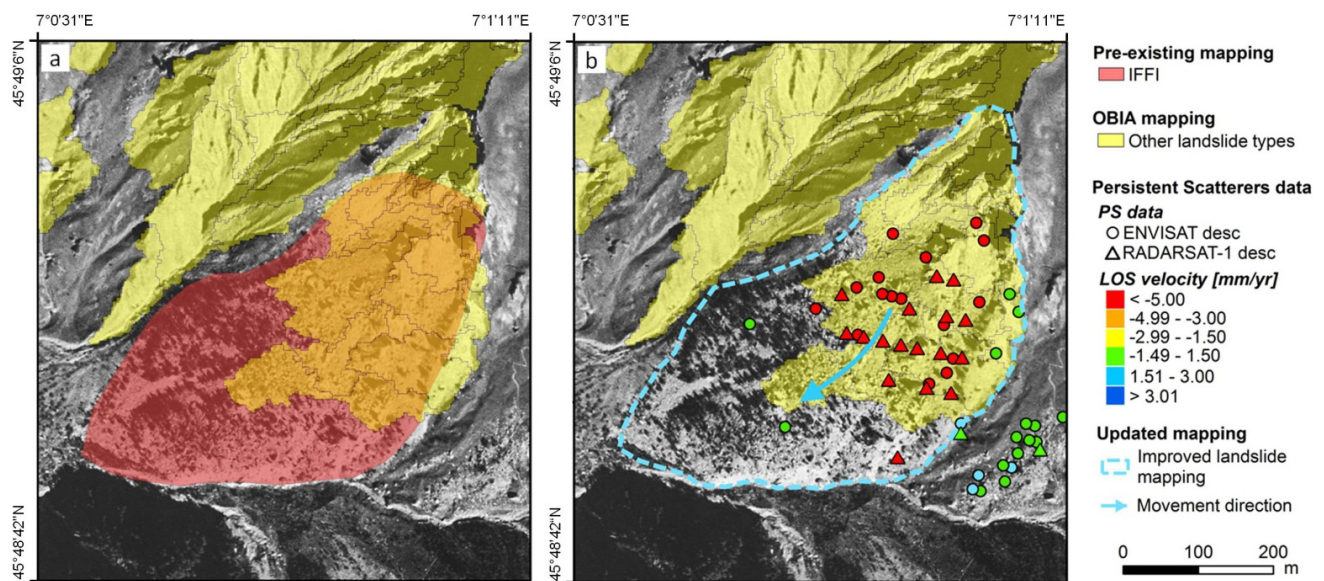 7°0'31"E
7°1'11"E
7°0'31"E
7°1'11"E
45°49'6"N
45°48'42"N
a
45°49'6"N
45°48'42"N
b
Pre-existing mapping
IFFI
OBIA mapping
Other landslide types
Persistent Scatterers data
PS data
ENVISAT desc
RADARSAT-1 desc
LOS velocity [mm/yr]
< -5.00
-4.99 - -3.00
-2.99 - -1.50
-1.49 - 1.50
1.51 - 3.00
> 3.01
Updated mapping
Improved landslide
mapping
Movement direction
0 100 200
m